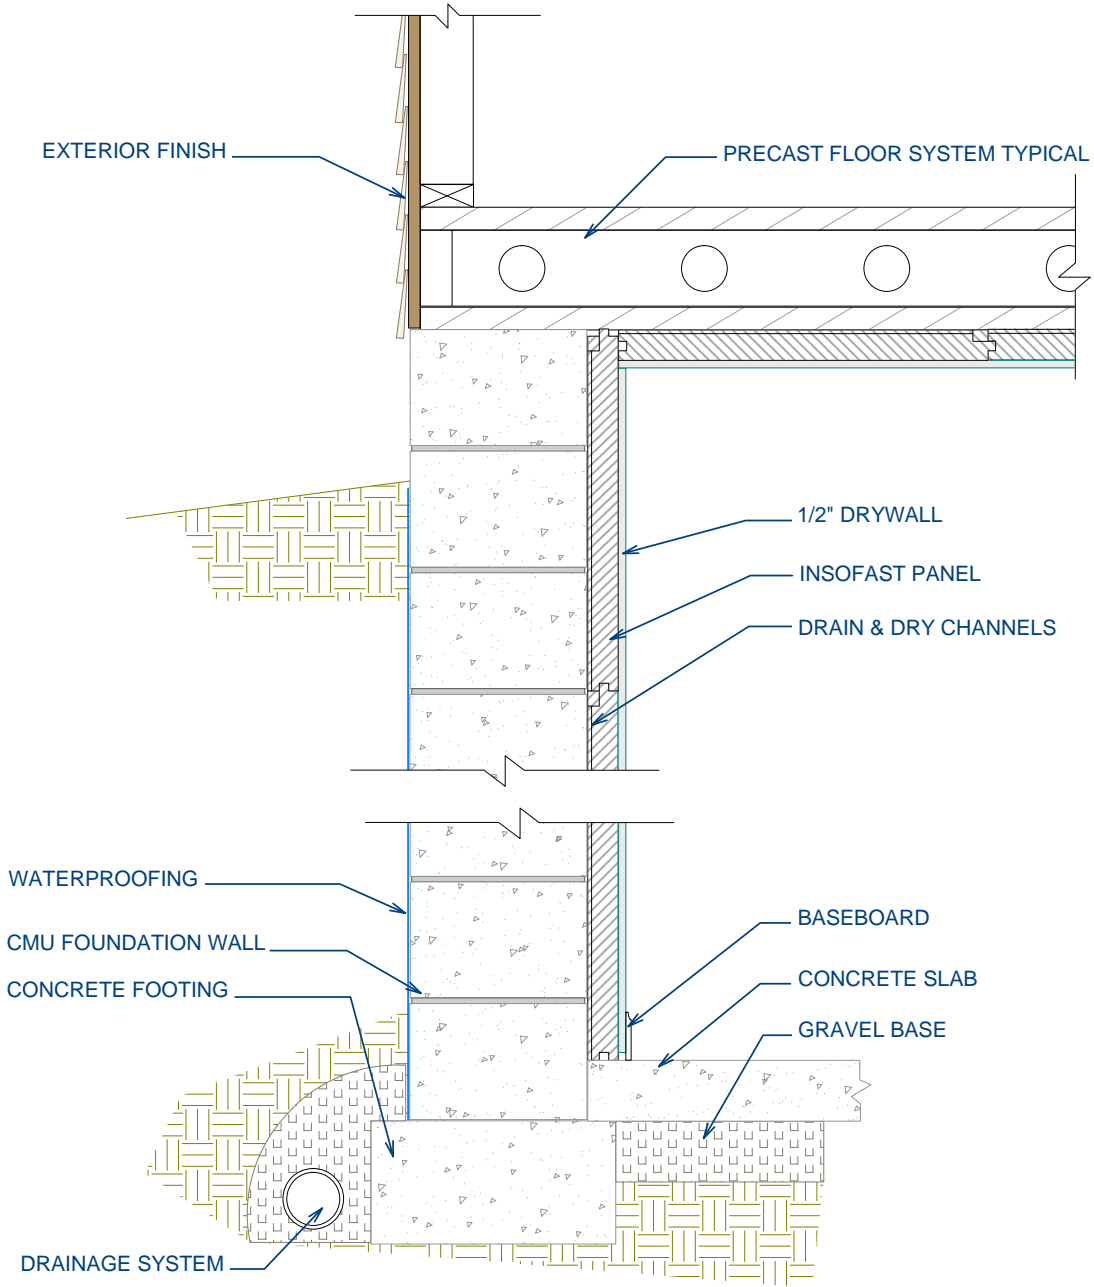 EXTERIOR FINISH
PRECAST FLOOR SYSTEM TYPICAL
1/2" DRYWALL
INSOFAST PANEL
DRAIN & DRY CHANNELS
WATERPROOFING
CMU FOUNDATION WALL
CONCRETE FOOTING
BASEBOARD
CONCRETE SLAB
GRAVEL BASE
DRAINAGE SYSTEM